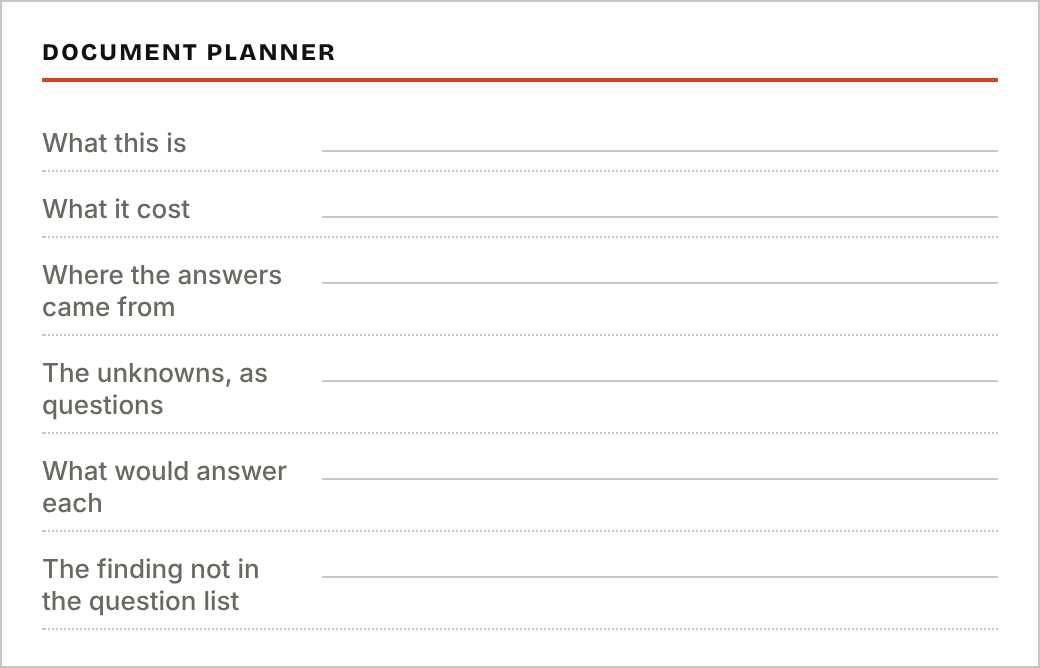 DOCUMENT PLANNER
What this is
What it cost
Where the answers
came from
The unknowns, as
questions
What would answer
each
The finding not in
the question list